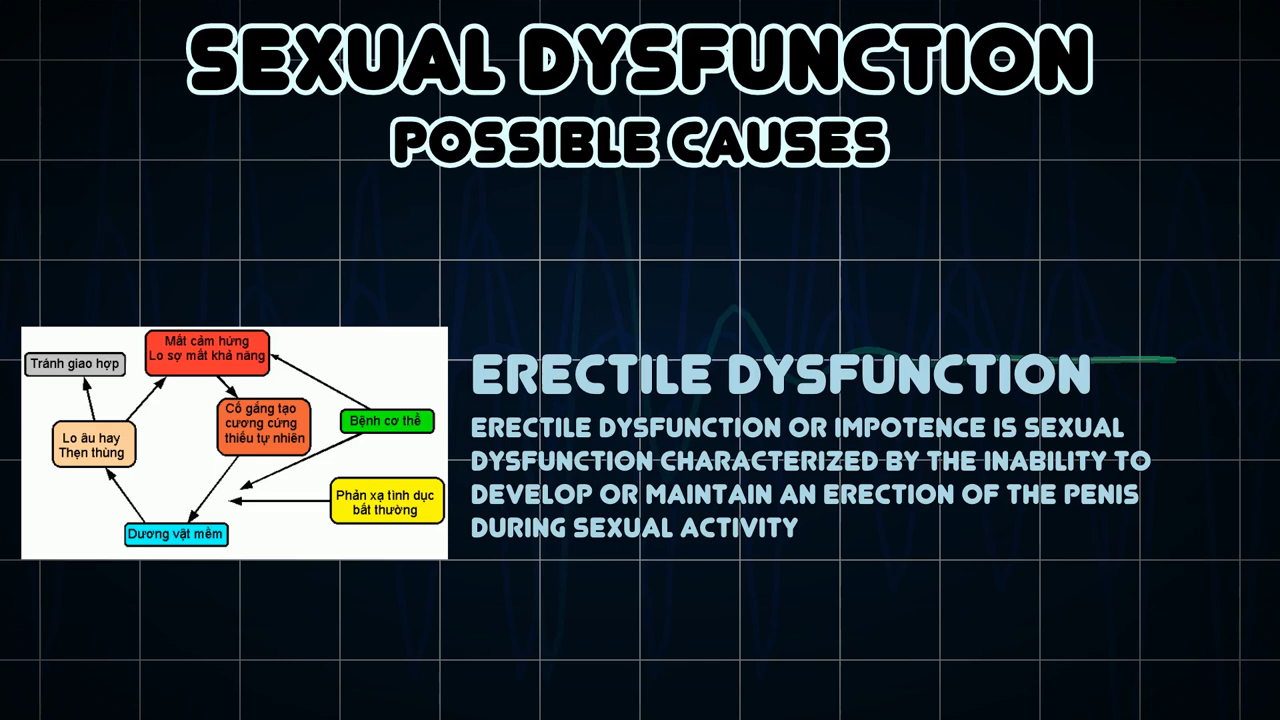 SEXUAL DYSFUNCTION
POSSIBLE CAUSES
Mất cảm hứng
Lo sợ mất khả năng
Tránh giao hợp
Cố gắng tạo
cương cứng
thiếu tự nhiên
Bệnh cơ thể
Lo âu hay
Thẹn thùng
Phản xạ tình dục
bất thường
Dương vật mềm
ERECTILE DYSFUNCTION
ERECTILE DYSFUNCTION OR IMPOTENCE IS SEXUAL
DYSFUNCTION CHARACTERIZED BY THE INABILITY TO
DEVELOP OR MAINTAIN AN ERECTION OF THE PENIS
DURING SEXUAL ACTIVITY